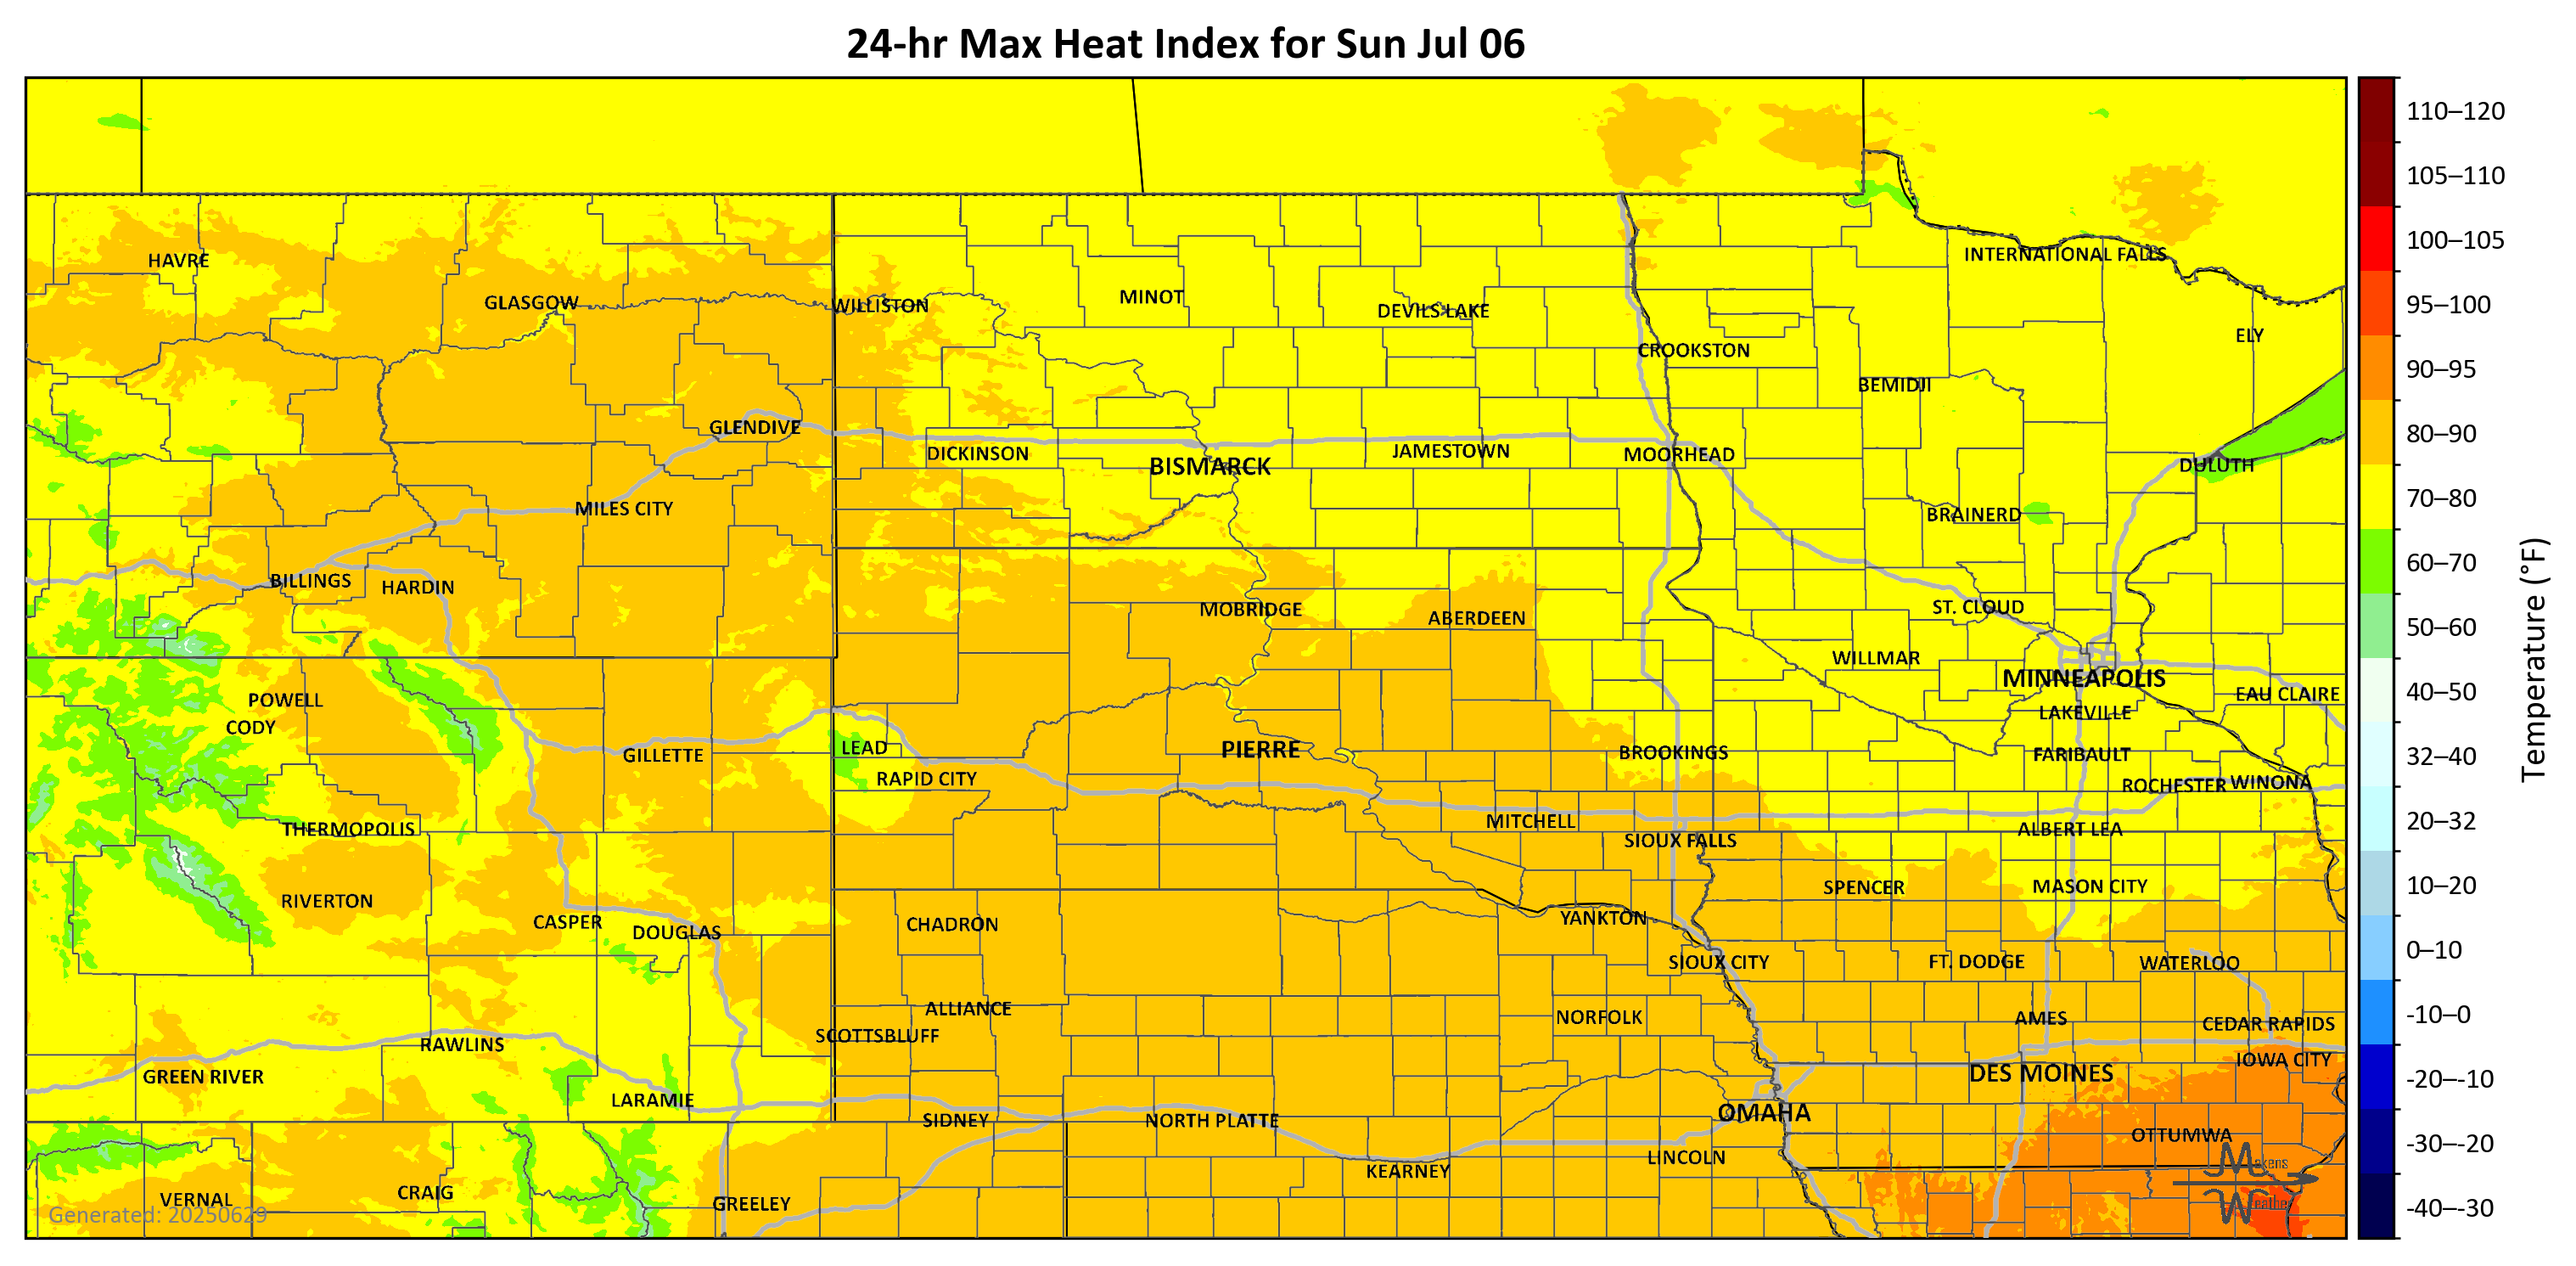 24-hr Max Heat Index for Sun Jul 06
HAVRE
GLASGOW
WILLISTON
MINOT
DEVILS LAKE
INTERNATIONAL FALLS
CROOKSTON
ELY
BEMIDJI
GLENDIVE
DICKINSON
BISMARCK
JAMESTOWN
MOORHEAD
DULUTH
MILES CITY
BRAINERD
BILLINGS
HARDIN
MOBRIDGE
ABERDEEN
ST. CLOUD
WILLMAR
MINNEAPOLIS
POWELL
EAU CLAIRE
CODY
LAKEVILLE
GILLETTE
LEAD
PIERRE
BROOKINGS
FARIBAULT
RAPID CITY
ROCHESTER
WINONA
THERMOPOLIS
MITCHELL
SIOUX FALLS
ALBERT LEA
RIVERTON
SPENCER
MASON CITY
CASPER
DOUGLAS
CHADRON
YANKTON
SIOUX CITY
FT. DODGE
WATERLOO
ALLIANCE
NORFOLK
AMES
CEDAR RAPIDS
SCOTTSBLUFF
RAWLINS
IOWA CITY
GREEN RIVER
DES MOINES
LARAMIE
OMAHA
SIDNEY
NORTH PLATTE
OTTUMWA
LINCOLN
KEARNEY
VERNAL
CRAIG
GREELEY
Generated: 20250629
Makens
Weather
110–120
105–110
100–105
95–100
90–95
80–90
70–80
60–70
50–60
40–50
32–40
20–32
10–20
0–10
-10–0
-20–-10
-30–-20
-40–-30
Temperature (°F)